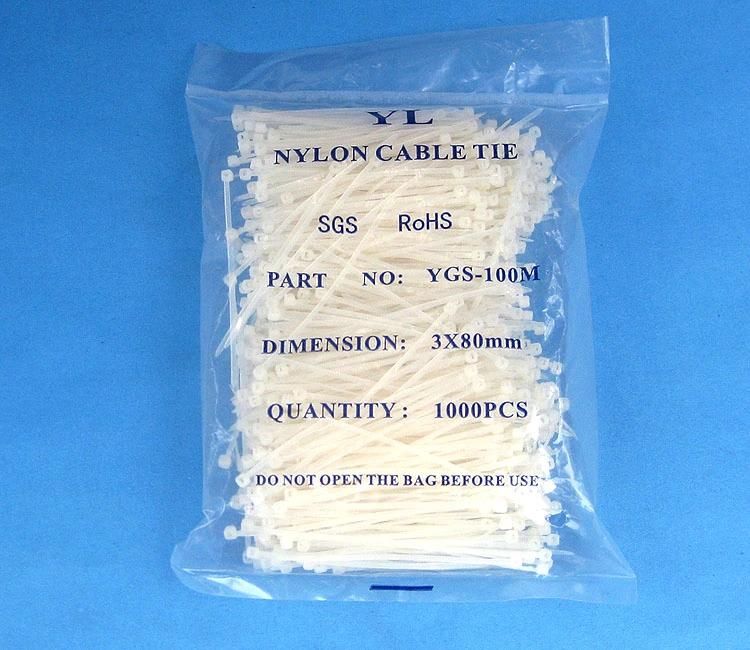 YL
NYLON CABLE TIE
SGS RoHS
PART NO: YGS-100M
DIMENSION: 3X80mm
QUANTITY: 1000PCS
DO NOT OPEN THE BAG BEFORE USE